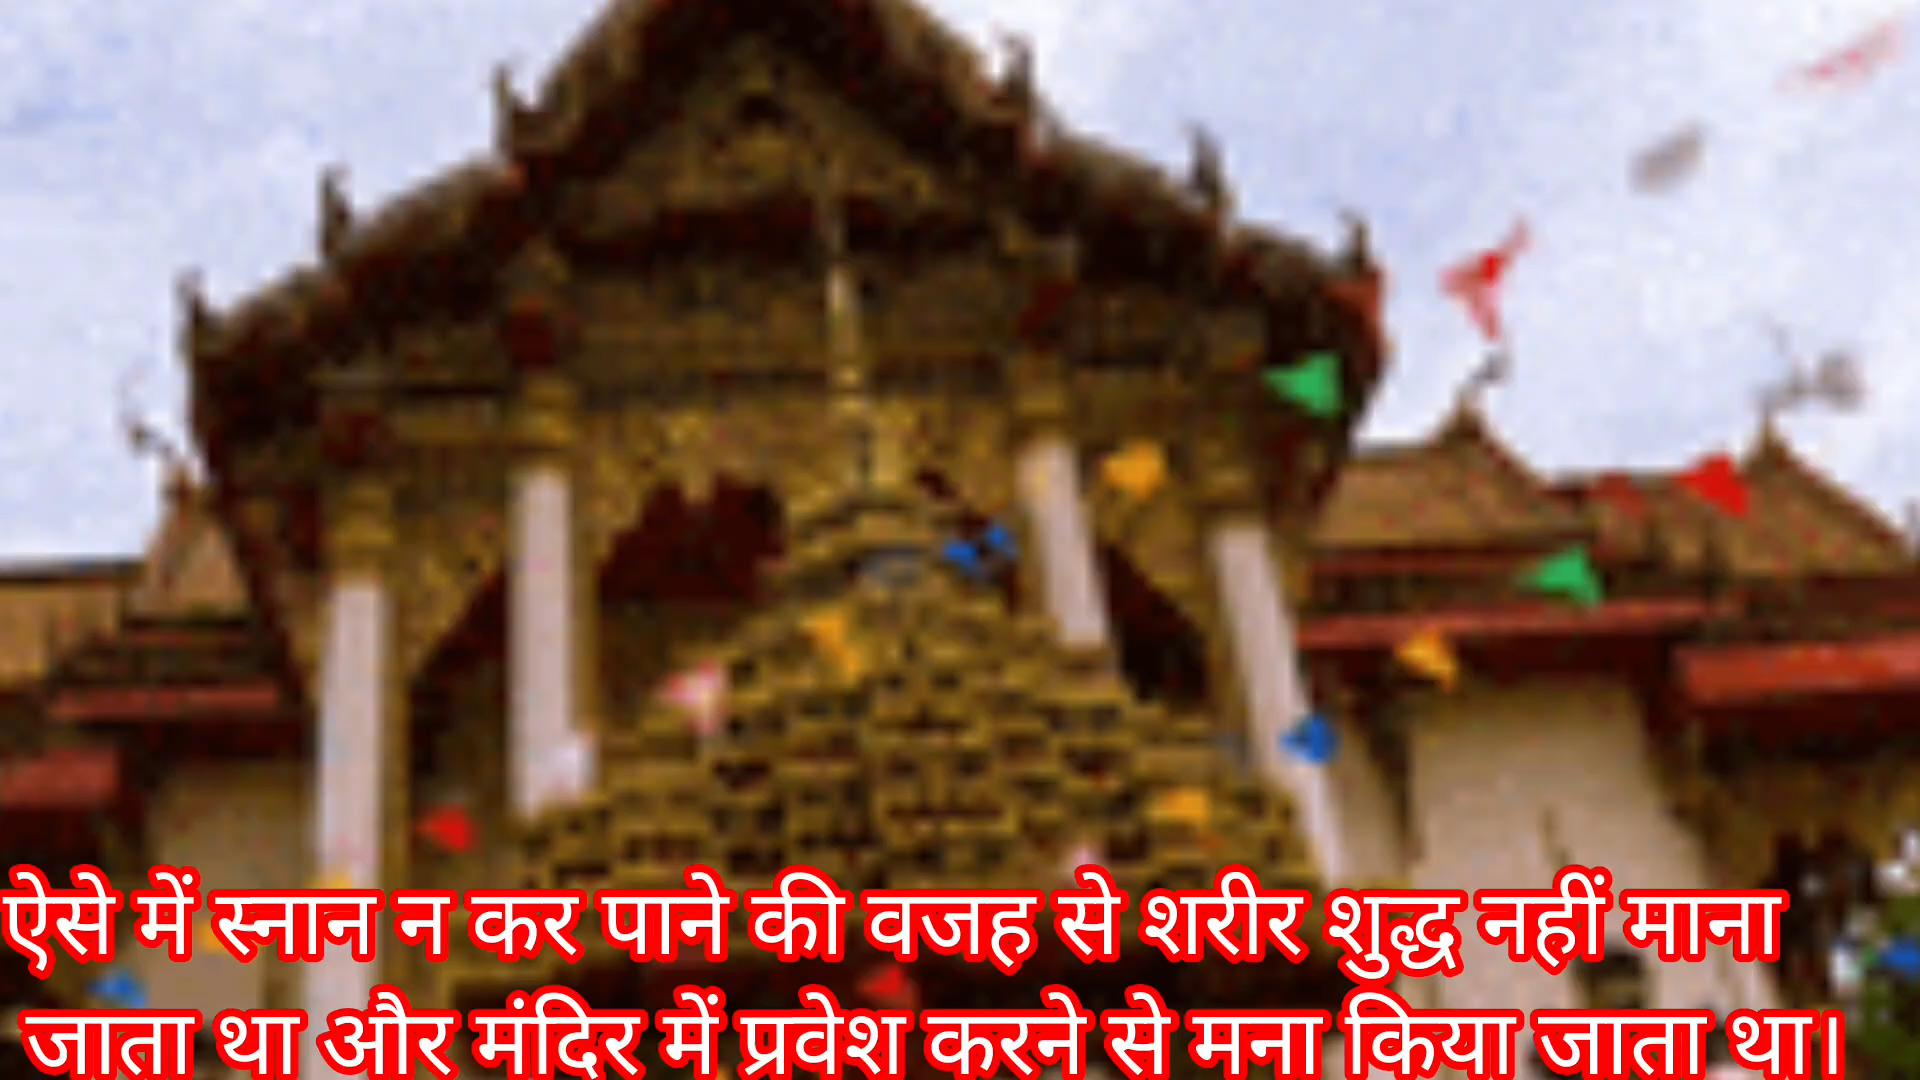 ऐसे में स्नान न कर पाने की वजह से शरीर शुद्ध नहीं माना
जाता था और मंदिर में प्रवेश करने से मना किया जाता था।